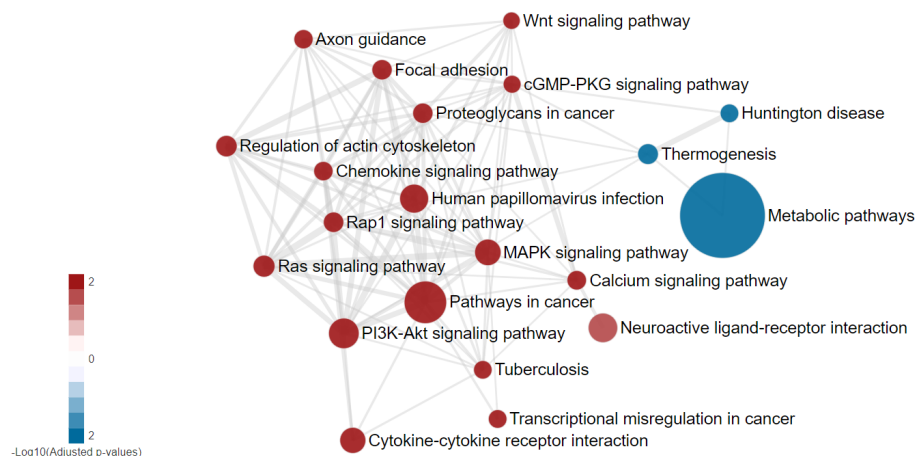 Wnt signaling pathway
Axon guidance
Focal adhesion
cGMP-PKG signaling pathway
Proteoglycans in cancer
Huntington disease
Regulation of actin cytoskeleton
Thermogenesis
Chemokine signaling pathway
Human papillomavirus infection
Metabolic pathways
Rap1 signaling pathway
MAPK signaling pathway
Ras signaling pathway
Calcium signaling pathway
2
Pathways in cancer
Neuroactive ligand-receptor interaction
PI3K-Akt signaling pathway
0
Tuberculosis
Transcriptional misregulation in cancer
2
Cytokine-cytokine receptor interaction
-Log10(Adjusted p-values)